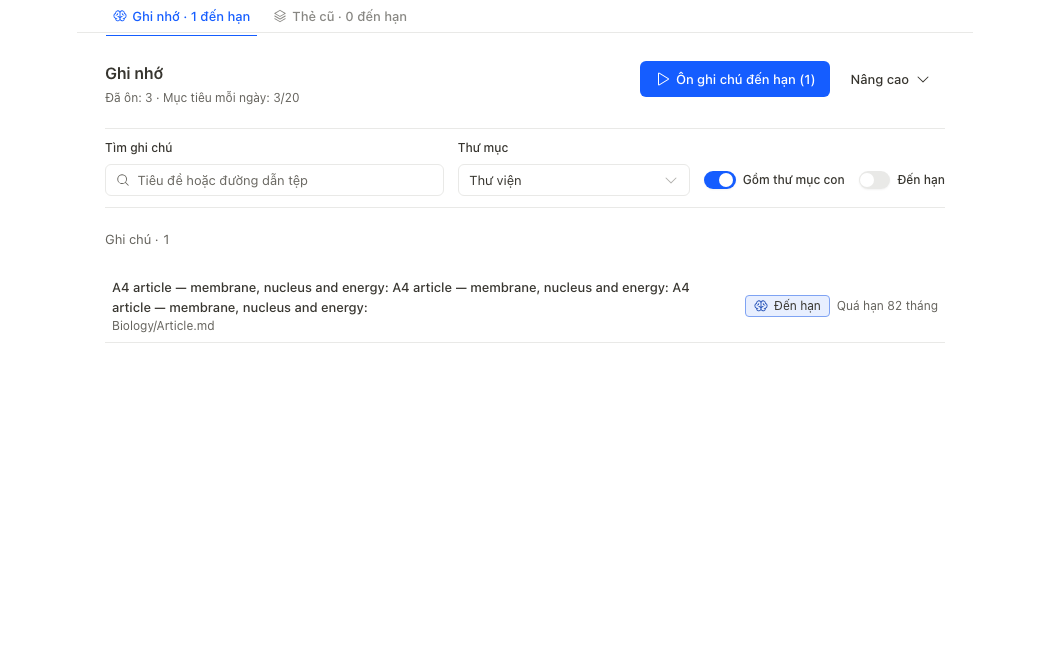 Ghi nhớ · 1 đến hạn
Thẻ cũ · 0 đến hạn
Ghi nhớ
Đã ôn: 3 · Mục tiêu mỗi ngày: 3/20
Ôn ghi chú đến hạn (1)
Nâng cao
Tìm ghi chú
Thư mục
Tiêu đề hoặc đường dẫn tệp
Thư viện
Gồm thư mục con
Đến hạn
Ghi chú · 1
A4 article — membrane, nucleus and energy: A4 article — membrane, nucleus and energy: A4
article — membrane, nucleus and energy:
Biology/Article.md
Đến hạn
Quá hạn 82 tháng